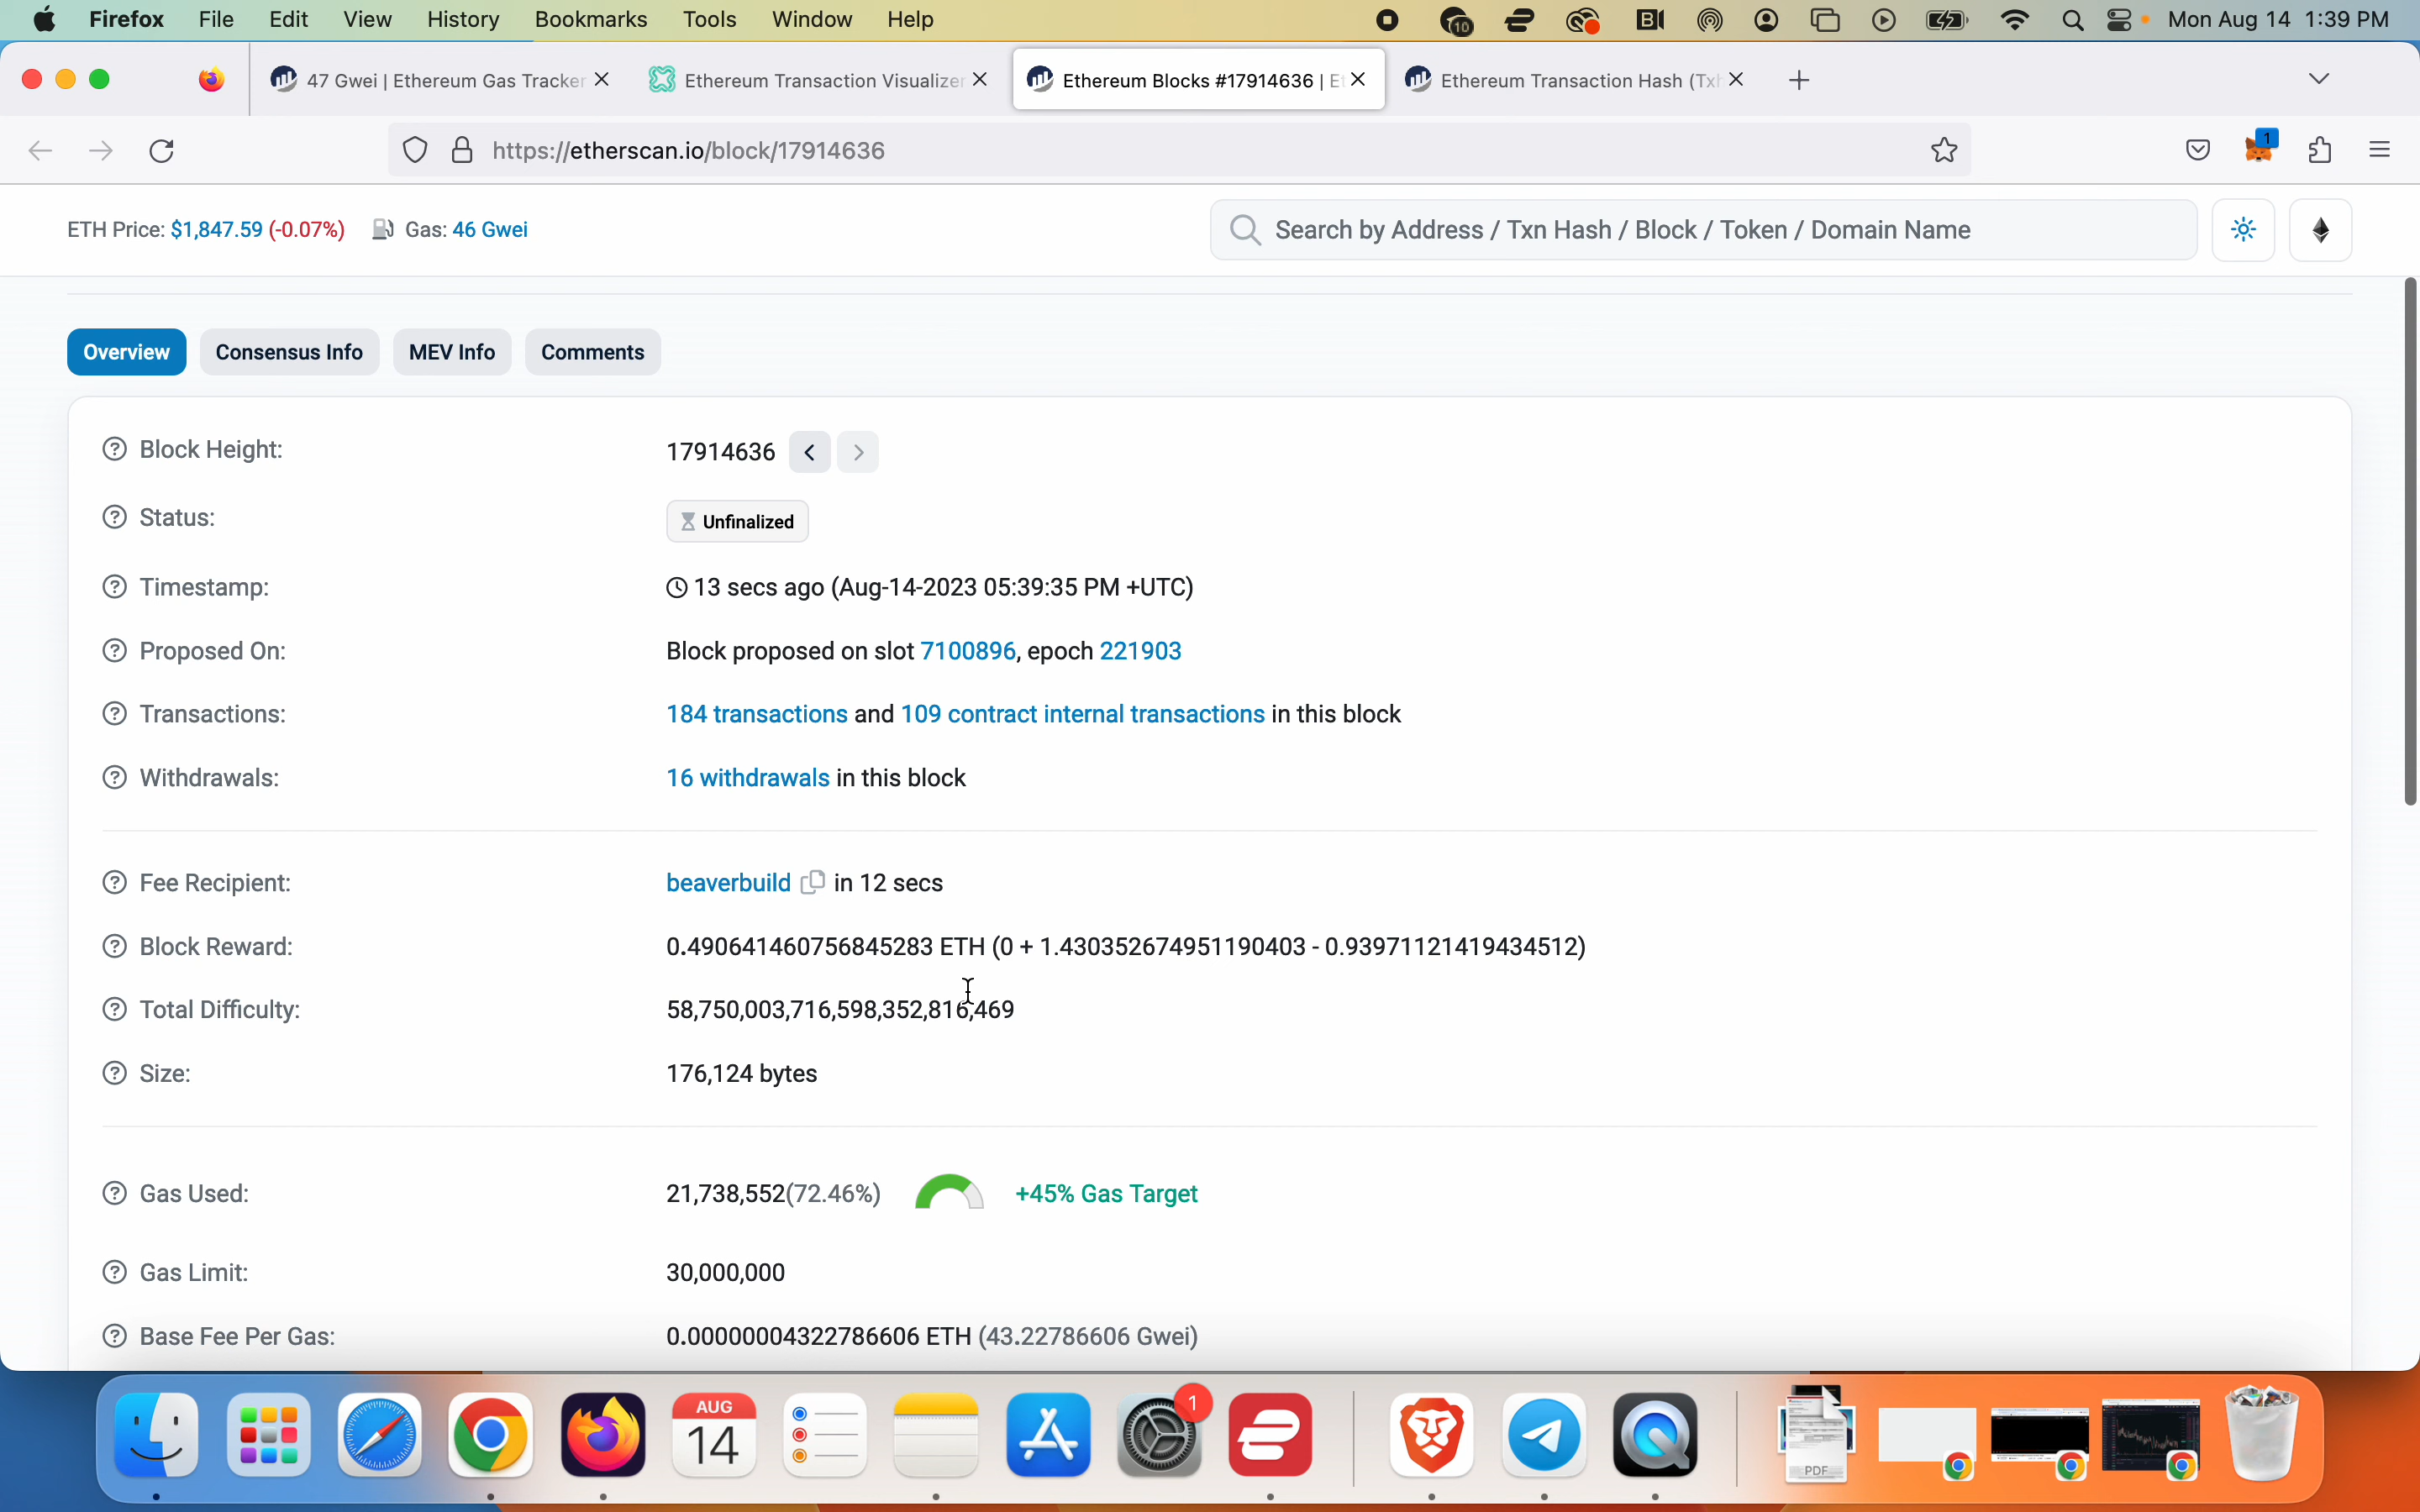 Firefox File Edit View History Bookmarks Tools Window Help 10 Mon Aug 14 1:39 PM
47 Gwei | Ethereum Gas Tracker Ethereum Transaction Visualizer Ethereum Blocks #17914636 | Et Ethereum Transaction Hash (Txh
https://etherscan.io/block/17914636 1
ETH Price: $1,847.59 (-0.07%) Gas: 46 Gwei Search by Address / Txn Hash / Block / Token / Domain Name
Overview Consensus Info MEV Info Comments
Block Height: 17914636
Status: Unfinalized
Timestamp: 13 secs ago (Aug-14-2023 05:39:35 PM +UTC)
Proposed On: Block proposed on slot 7100896, epoch 221903
Transactions: 184 transactions and 109 contract internal transactions in this block
Withdrawals: 16 withdrawals in this block
Fee Recipient: beaverbuild in 12 secs
Block Reward: 0.490641460756845283 ETH (0 + 1.430352674951190403 - 0.93971121419434512)
Total Difficulty: 58,750,003,716,598,352,816,469
Size: 176,124 bytes
Gas Used: 21,738,552(72.46%) +45% Gas Target
Gas Limit: 30,000,000
Base Fee Per Gas: 0.00000004322786606 ETH (43.22786606 Gwei)
AUG
14
1
PDF